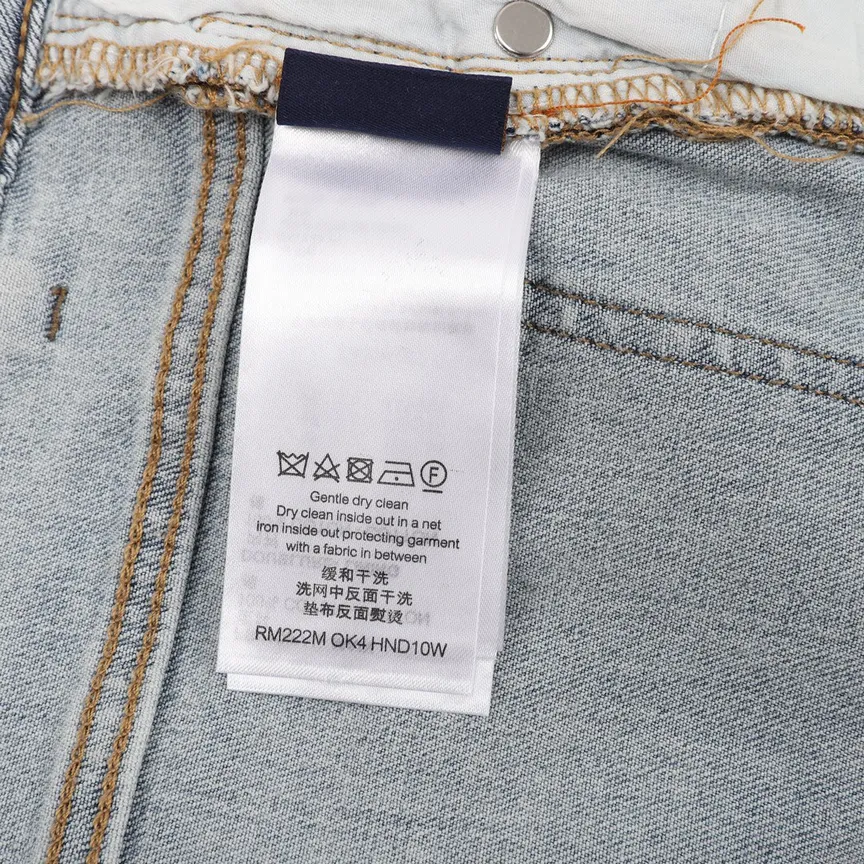 F
Gentle dry clean
Dry clean inside out in a net
iron inside out protecting garment
with a fabric in between
缓和干洗
洗网中反面干洗
垫布反面熨烫
RM222M OK4 HND10W